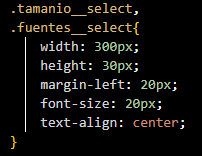 .tamanio__select,
.fuentes__select{
    width: 300px;
    height: 30px;
    margin-left: 20px;
    font-size: 20px;
    text-align: center;
}